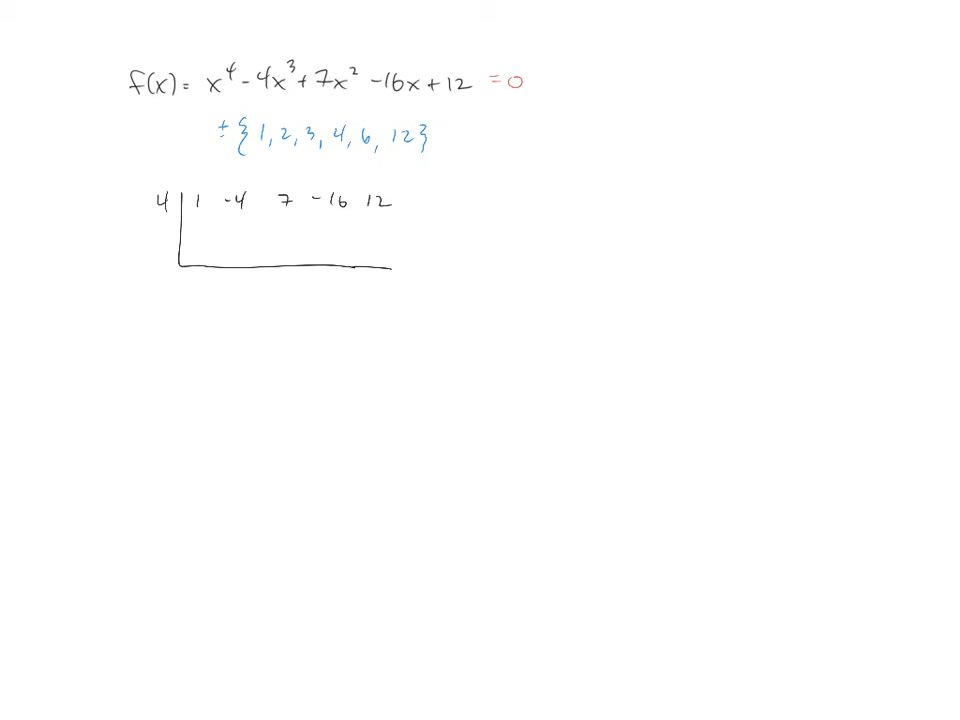 f(x) = x⁴ - 4x³ + 7x² - 16x + 12 = 0
± { 1, 2, 3, 4, 6, 12 }
4 | 1 -4 7 -16 12